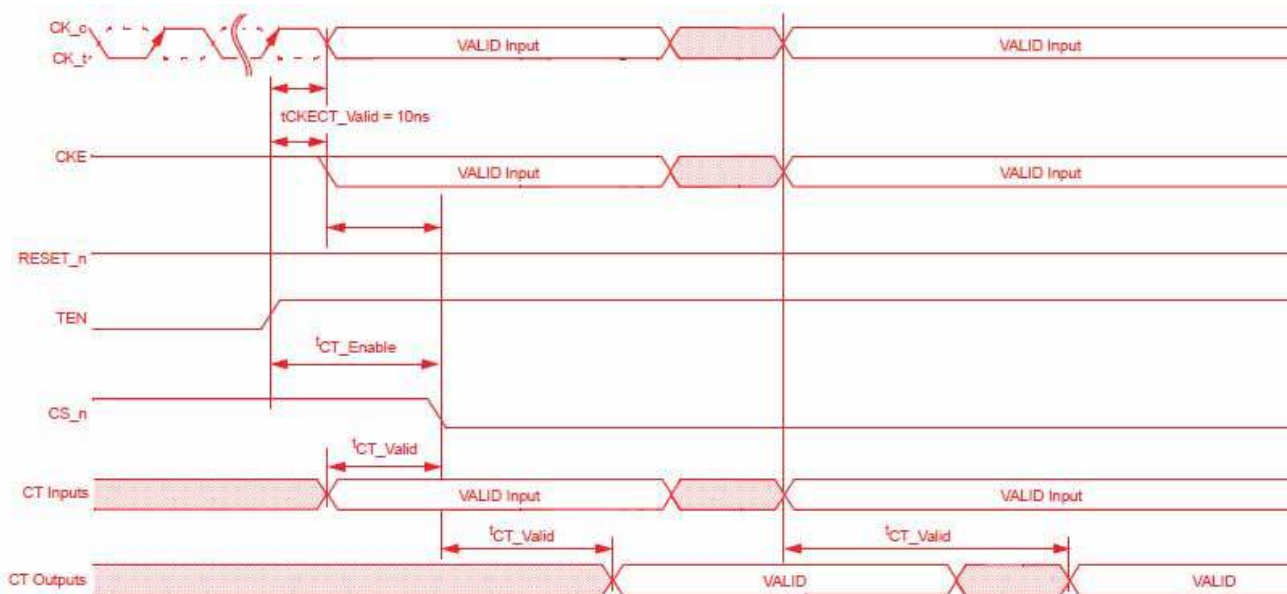 CK_c
CK_t
VALID Input
VALID Input
tCKECT_Valid = 10ns
CKE
VALID Input
VALID Input
RESET_n
TEN
tCT_Enable
CS_n
tCT_Valid
CT Inputs
VALID Input
VALID Input
tCT_Valid
tCT_Valid
CT Outputs
VALID
VALID